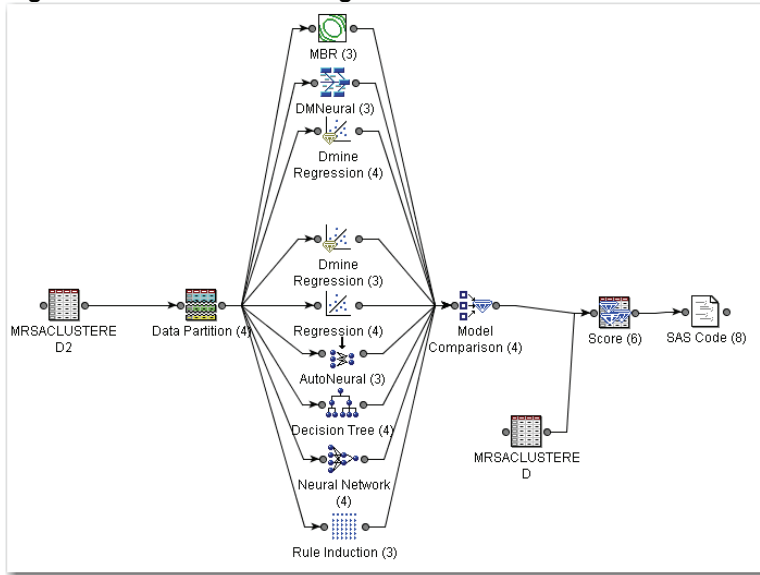 MBR (3)
DMNeural (3)
Dmine
Regression (4)
Dmine
Regression (3)
MRSACLUSTERE
D2
Data Partition (4)
Regression (4)
Model
Comparison (4)
Score (6)
SAS Code (8)
AutoNeural (3)
Decision Tree (4)
MRSACLUSTERE
D
Neural Network
(4)
Rule Induction (3)